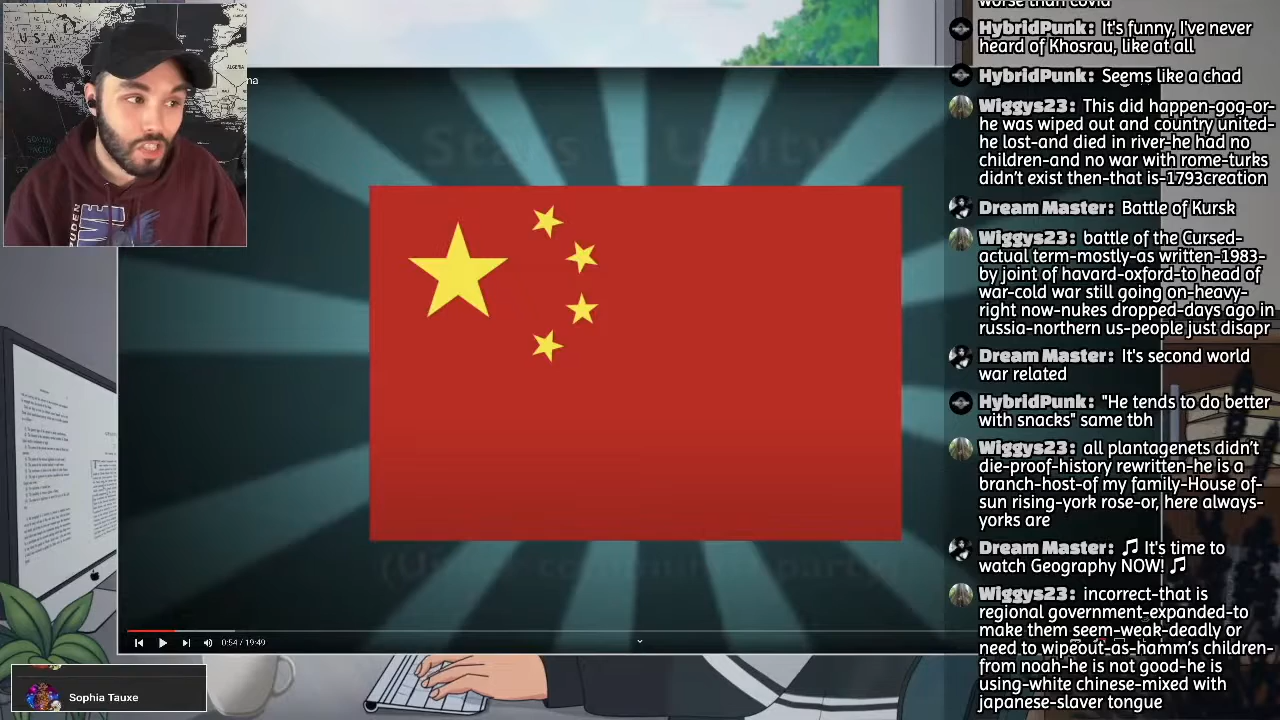 worse than covid
HybridPunk: It's funny, I've never
heard of Khosrau, like at all
HybridPunk: Seems like a chad
Wiggys23: This did happen-gog-or-
he was wiped out and country united-
he lost-and died in river-he had no
children-and no war with rome-turks
didn't exist then-that is-1793creation
Dream Master: Battle of Kursk
Wiggys23: battle of the Cursed-
actual term-mostly-as written-1983-
by joint of havard-oxford-to head of
war-cold war still going on-heavy-
right now-nukes dropped-days ago in
russia-northern us-people just disapr
Dream Master: It's second world
war related
HybridPunk: "He tends to do better
with snacks" same tbh
Wiggys23: all plantagenets didn't
die-proof-history rewritten-he is a
branch-host-of my family-House of-
sun rising-york rose-or, here always-
yorks are
Dream Master: 🎵 It's time to
watch Geography NOW! 🎵
Wiggys23: incorrect-that is
regional government-expanded-to
make them seem-weak-deadly or
need to wipeout-as-hamm's children-
from noah-he is not good-he is
using-white chinese-mixed with
japanese-slaver tongue
USA
ALGERIA
na
Stars = Unity
0:54 / 19:49
Sophia Tauxe